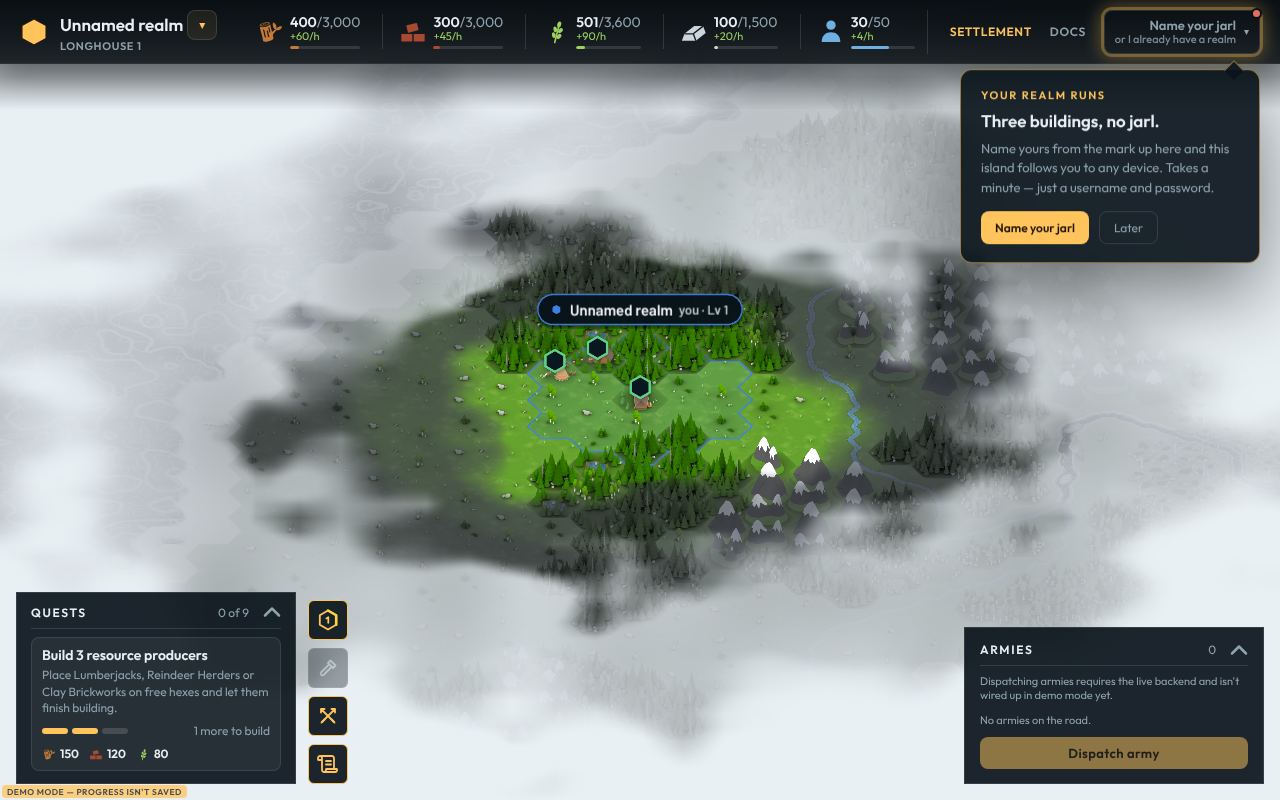 Unnamed realm
LONGHOUSE 1
400/3,000
+60/h
300/3,000
+45/h
501/3,600
+90/h
100/1,500
+20/h
30/50
+4/h
SETTLEMENT
DOCS
Name your jarl
or I already have a realm
YOUR REALM RUNS
Three buildings, no jarl.
Name yours from the mark up here and this
island follows you to any device. Takes a
minute — just a username and password.
Name your jarl
Later
Unnamed realm you · Lv 1
QUESTS
0 of 9
Build 3 resource producers
Place Lumberjacks, Reindeer Herders or
Clay Brickworks on free hexes and let them
finish building.
1 more to build
150
120
80
1
ARMIES
0
Dispatching armies requires the live backend and isn't
wired up in demo mode yet.
No armies on the road.
Dispatch army
DEMO MODE — PROGRESS ISN'T SAVED